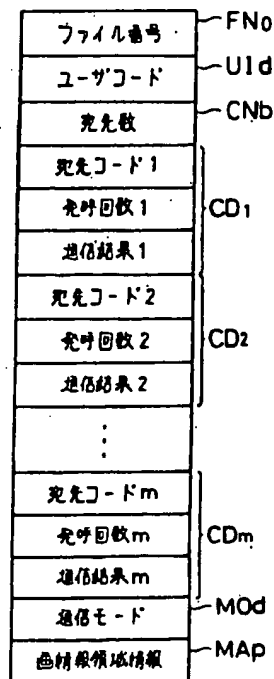 ファイル番号 FNo
ユーザコード UId
宛先数 CNb
宛先コード1
発呼回数1 CD1
通信結果1
宛先コード2
発呼回数2 CD2
通信結果2
⋮
宛先コードm
発呼回数m CDm
通信結果m
通信モード MOd
画情報領域情報 MAp